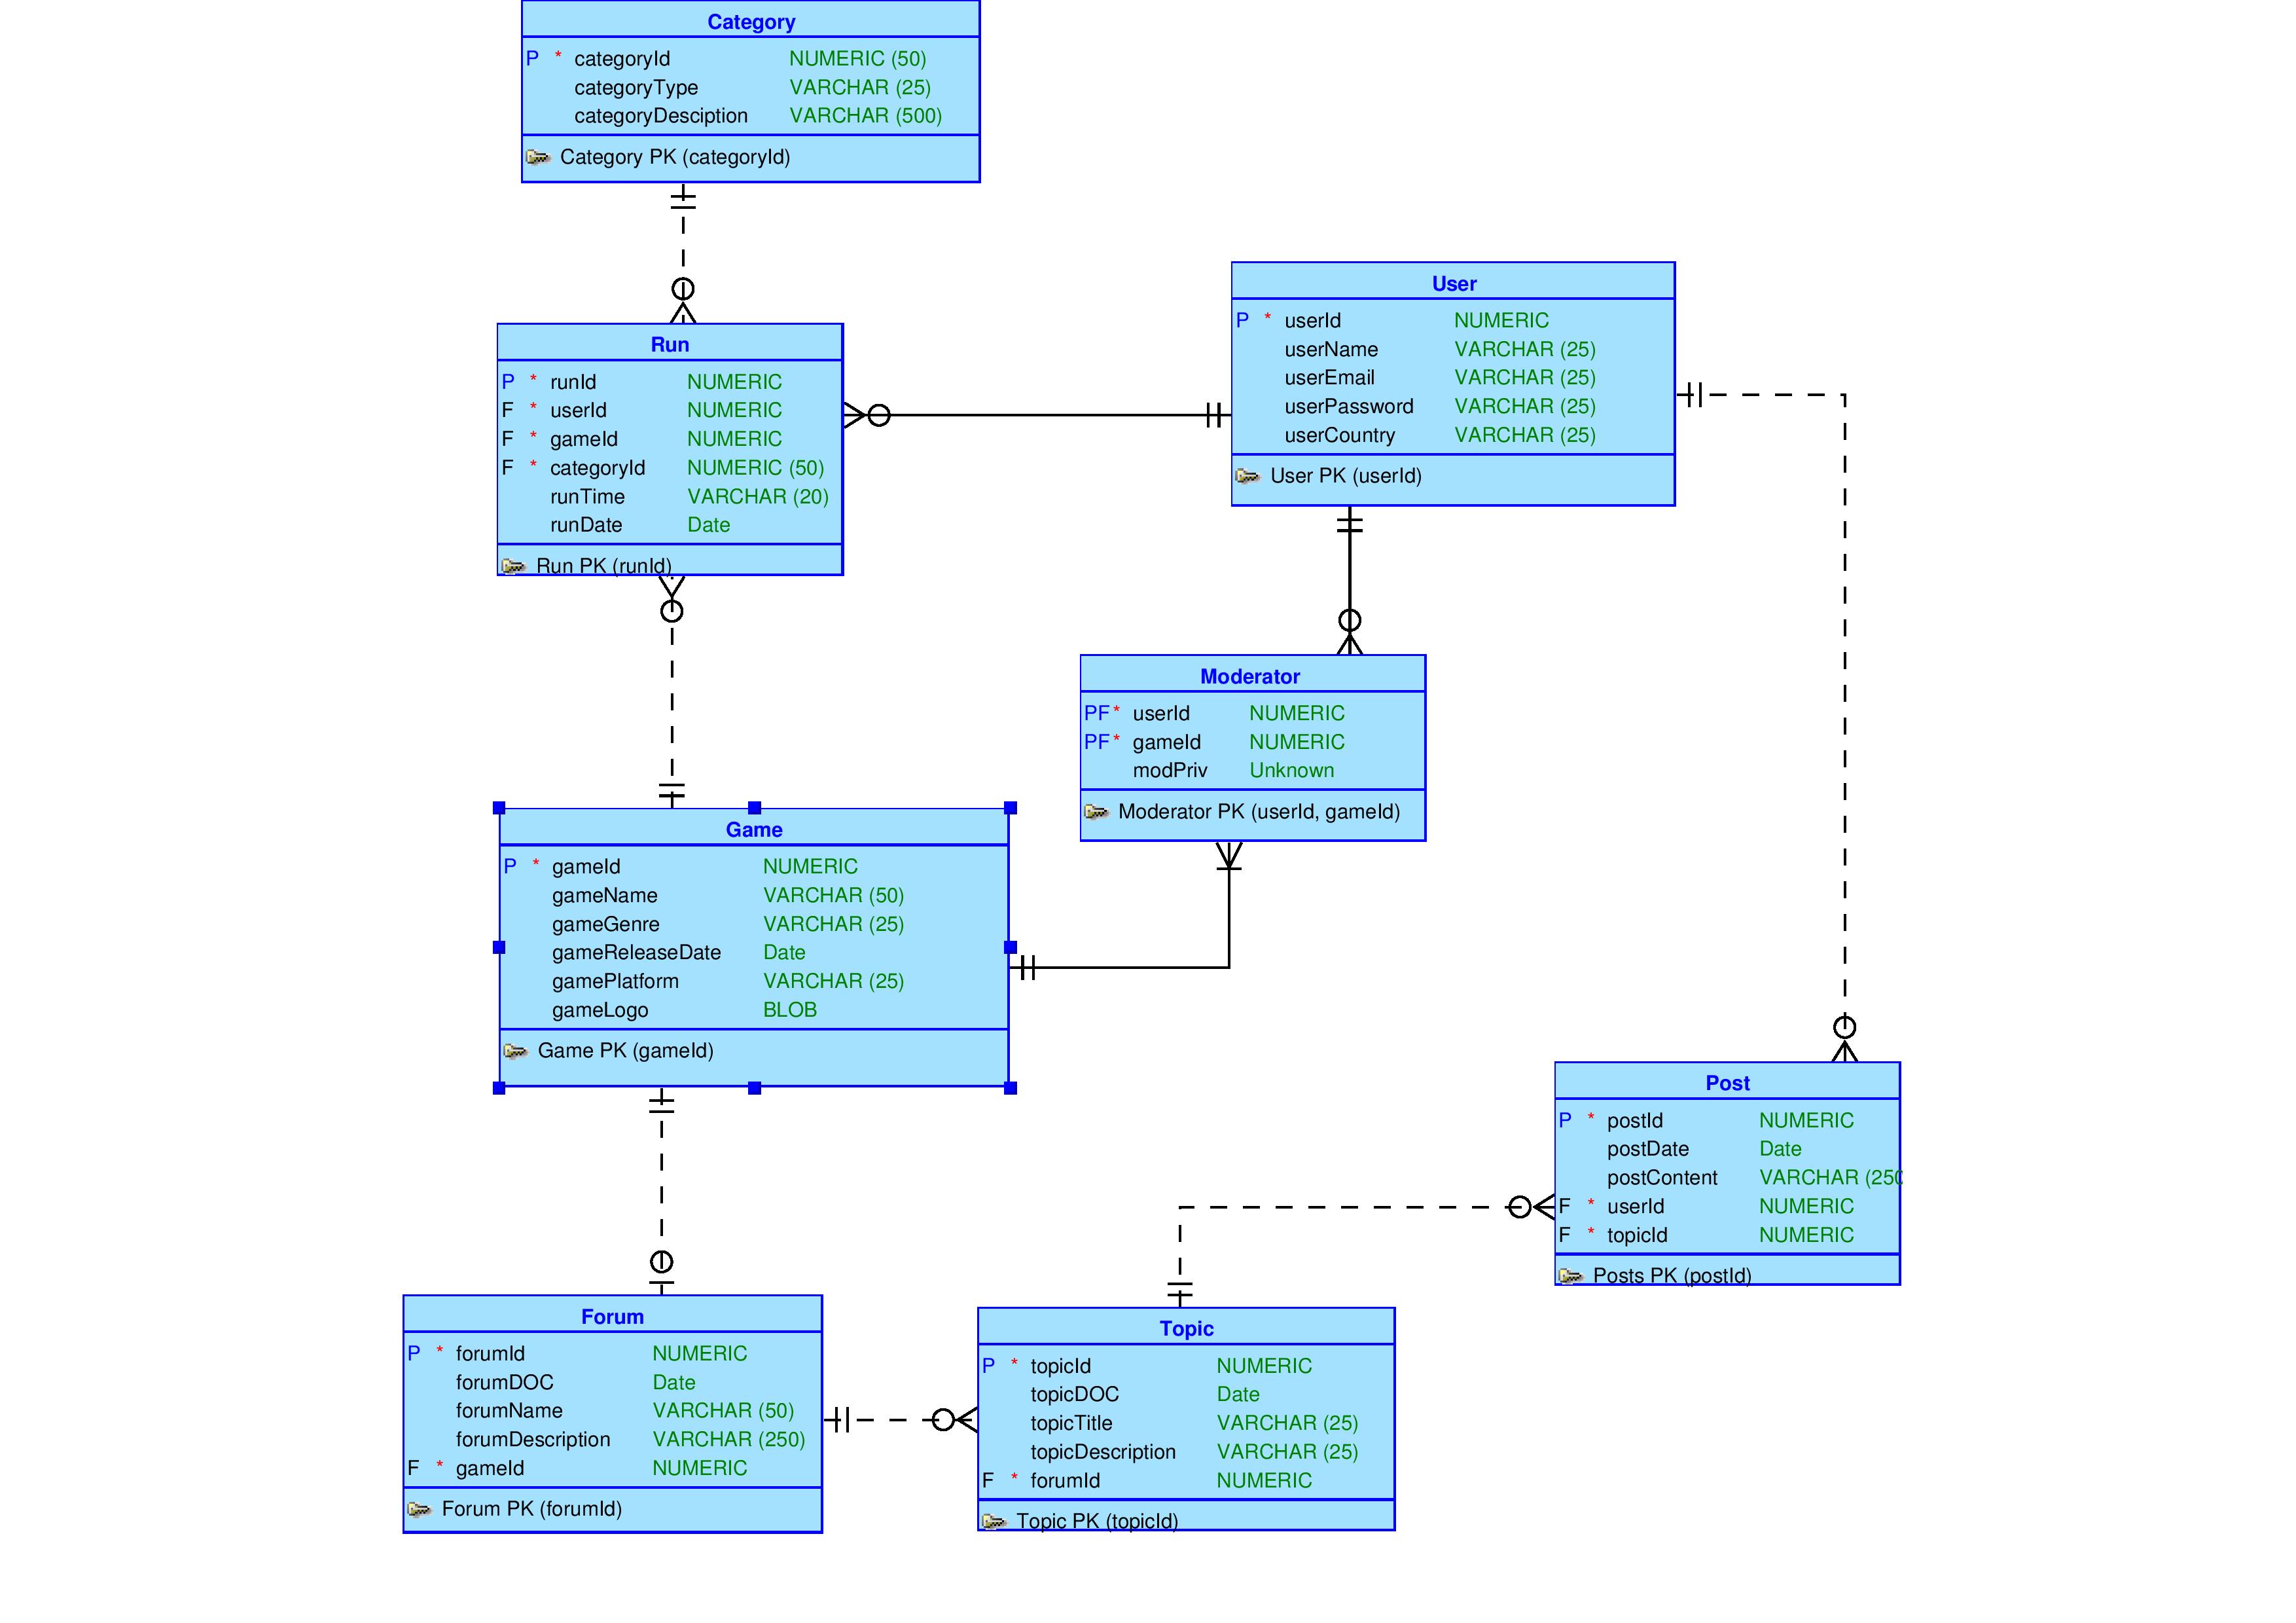 Category
P * categoryId NUMERIC (50)
categoryType VARCHAR (25)
categoryDesciption VARCHAR (500)
Category PK (categoryId)
Run
P * runId NUMERIC
F * userId NUMERIC
F * gameId NUMERIC
F * categoryId NUMERIC (50)
runTime VARCHAR (20)
runDate Date
Run PK (runId)
User
P * userId NUMERIC
userName VARCHAR (25)
userEmail VARCHAR (25)
userPassword VARCHAR (25)
userCountry VARCHAR (25)
User PK (userId)
Moderator
PF * userId NUMERIC
PF * gameId NUMERIC
modPriv Unknown
Moderator PK (userId, gameId)
Game
P * gameId NUMERIC
gameName VARCHAR (50)
gameGenre VARCHAR (25)
gameReleaseDate Date
gamePlatform VARCHAR (25)
gameLogo BLOB
Game PK (gameId)
Post
P * postId NUMERIC
postDate Date
postContent VARCHAR (250
F * userId NUMERIC
F * topicId NUMERIC
Posts PK (postId)
Forum
P * forumId NUMERIC
forumDOC Date
forumName VARCHAR (50)
forumDescription VARCHAR (250)
F * gameId NUMERIC
Forum PK (forumId)
Topic
P * topicId NUMERIC
topicDOC Date
topicTitle VARCHAR (25)
topicDescription VARCHAR (25)
F * forumId NUMERIC
Topic PK (topicId)